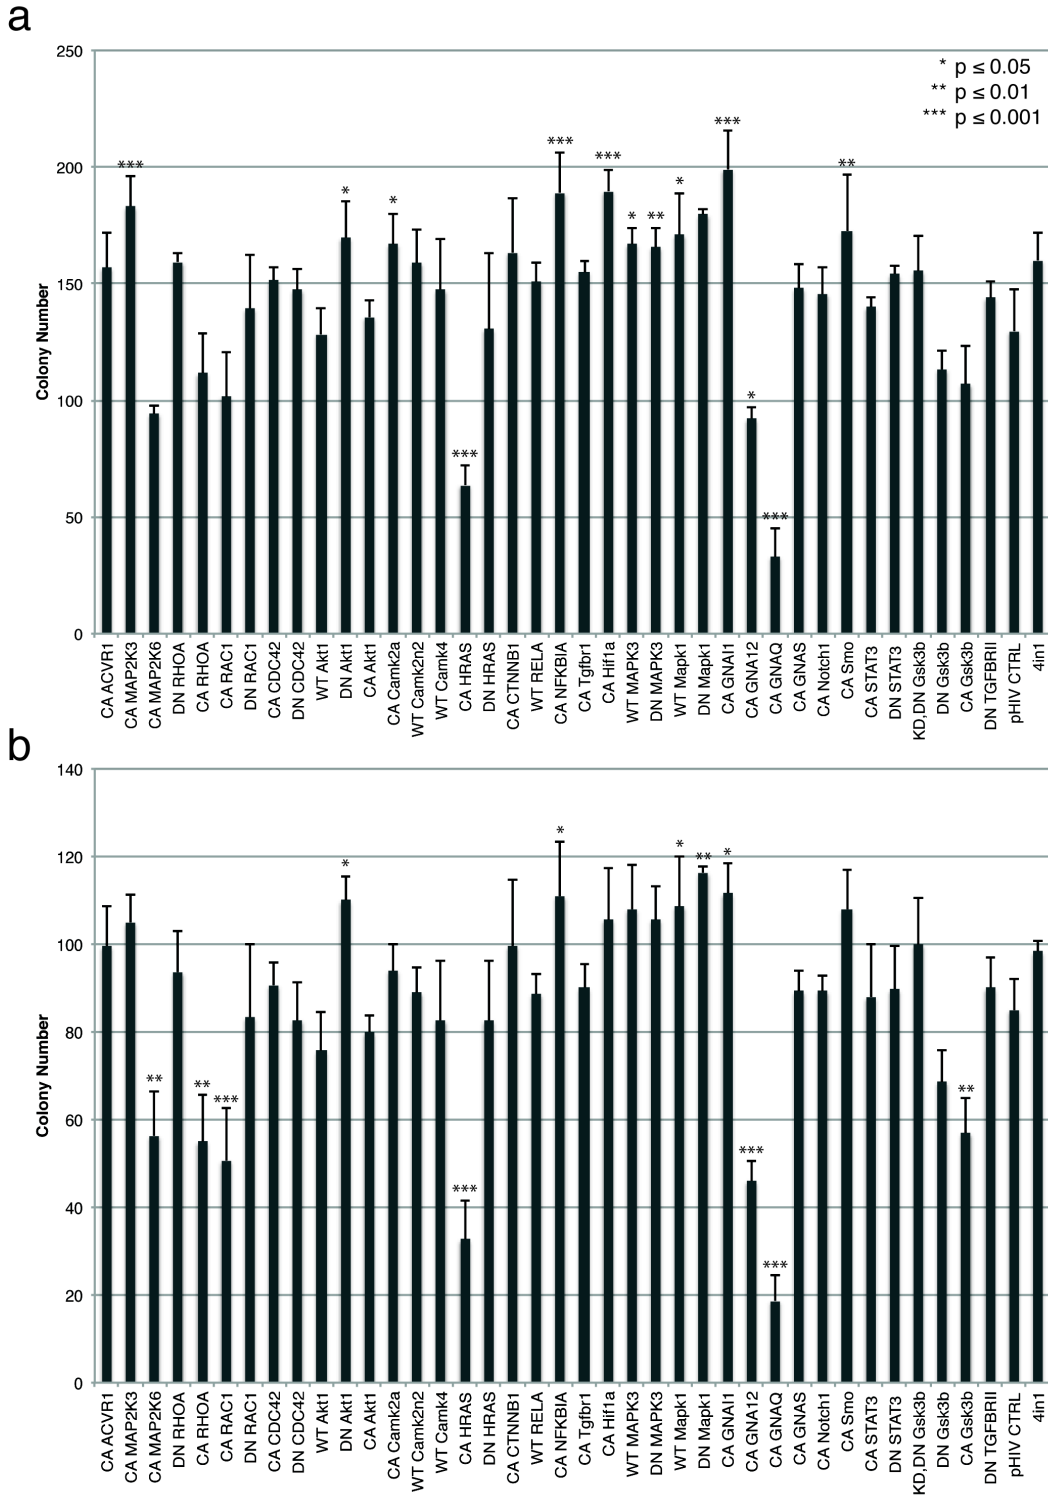 a
250
200
150
100
50
0
Colony Number
* p ≤ 0.05
** p ≤ 0.01
*** p ≤ 0.001
***
*
*
***
***
***
*
**
*
***
*
***
**
CA ACVR1
CA MAP2K3
CA MAP2K6
DN RHOA
CA RHOA
CA RAC1
DN RAC1
CA CDC42
DN CDC42
WT Akt1
DN Akt1
CA Akt1
CA Camk2a
WT Camk2n2
WT Camk4
CA HRAS
DN HRAS
CA CTNNB1
WT RELA
CA NFKBIA
CA Tgfbr1
CA Hif1a
WT MAPK3
DN MAPK3
WT Mapk1
DN Mapk1
CA GNAI1
CA GNA12
CA GNAQ
CA GNAS
CA Notch1
CA Smo
CA STAT3
DN STAT3
KD,DN Gsk3b
DN Gsk3b
CA Gsk3b
DN TGFBRII
pHIV CTRL
4in1
b
140
120
100
80
60
40
20
0
Colony Number
**
**
***
*
***
*
*
**
*
***
***
**
CA ACVR1
CA MAP2K3
CA MAP2K6
DN RHOA
CA RHOA
CA RAC1
DN RAC1
CA CDC42
DN CDC42
WT Akt1
DN Akt1
CA Akt1
CA Camk2a
WT Camk2n2
WT Camk4
CA HRAS
DN HRAS
CA CTNNB1
WT RELA
CA NFKBIA
CA Tgfbr1
CA Hif1a
WT MAPK3
DN MAPK3
WT Mapk1
DN Mapk1
CA GNAI1
CA GNA12
CA GNAQ
CA GNAS
CA Notch1
CA Smo
CA STAT3
DN STAT3
KD,DN Gsk3b
DN Gsk3b
CA Gsk3b
DN TGFBRII
pHIV CTRL
4in1